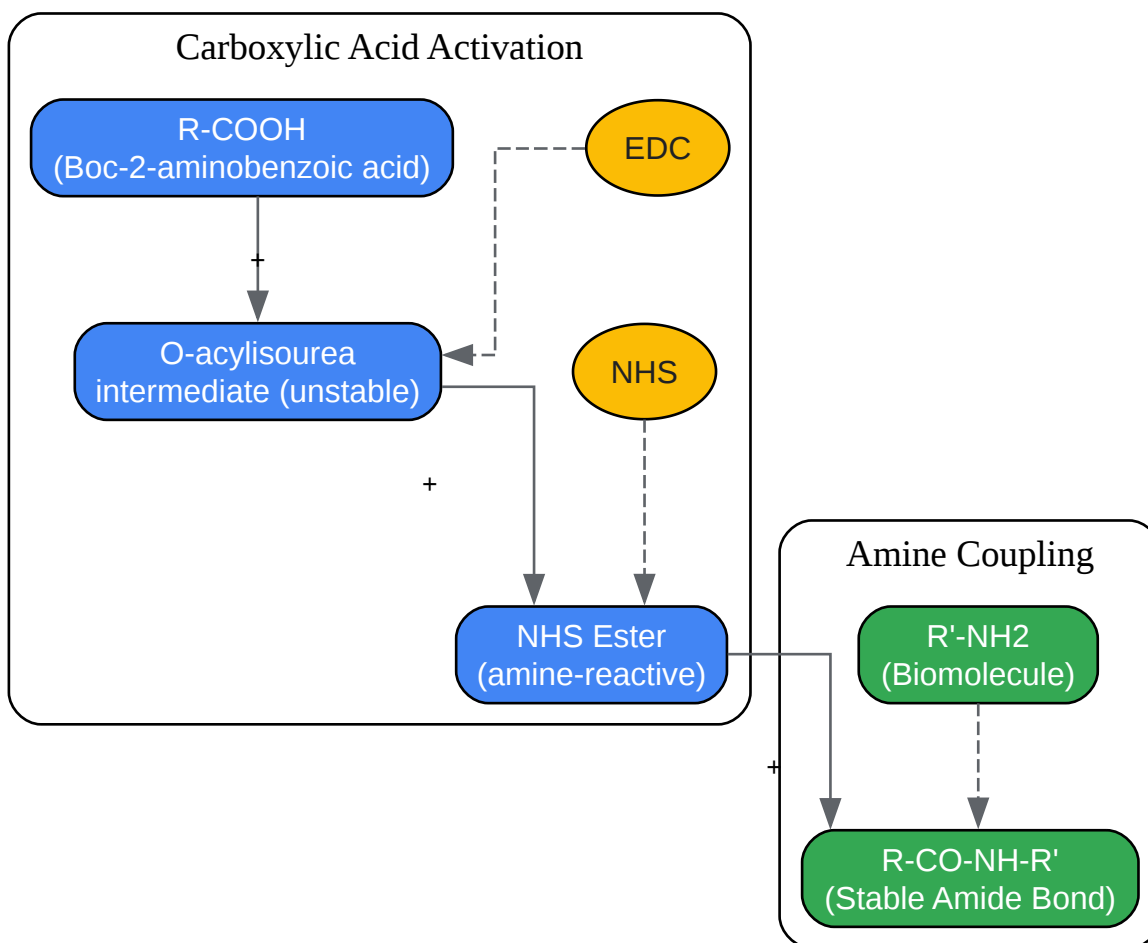 Carboxylic Acid Activation
R-COOH
(Boc-2-aminobenzoic acid)
EDC
+
O-acylisourea
intermediate (unstable)
NHS
+
NHS Ester
(amine-reactive)
Amine Coupling
R'-NH2
(Biomolecule)
+
R-CO-NH-R'
(Stable Amide Bond)